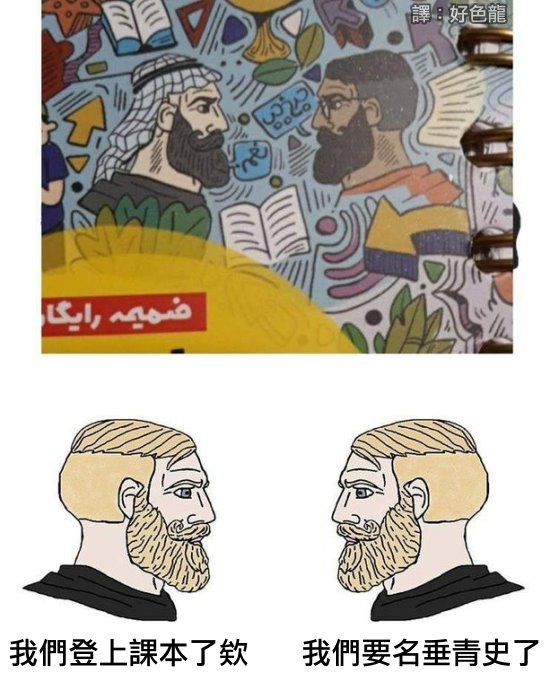 譯：好色龍
نعم
ضمیمه رایگا
我們登上課本了欸
我們要名垂青史了